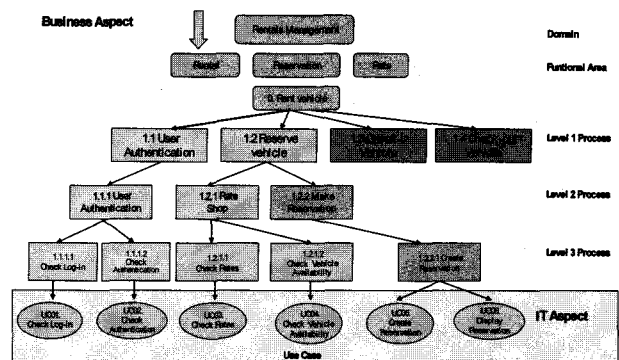 Business Aspect
Rentals Management
Domain
Rental
Reservation
Rate
Funtional Area
Rent vehicle
1.1 User
Authentication
1.2 Reserve
vehicle
Level 1 Process
1.1.1 User
Authentication
1.2.1 Rate
Shop
1.2.2 Make
Reservation
Level 2 Process
1.1.1.1
Check Log-in
1.1.1.2
Check
Authentication
1.2.1.1
Check Rates
1.2.1.2
Check Vehicle
Availability
1.2.2.1 Create
Reservation
Level 3 Process
IT Aspect
UC01
Check Log-in
UC02
Check
Authentication
UC03
Check Rates
UC04
Check Vehicle
Availability
UC05
Create
Reservation
Display
Reservation
Use Case